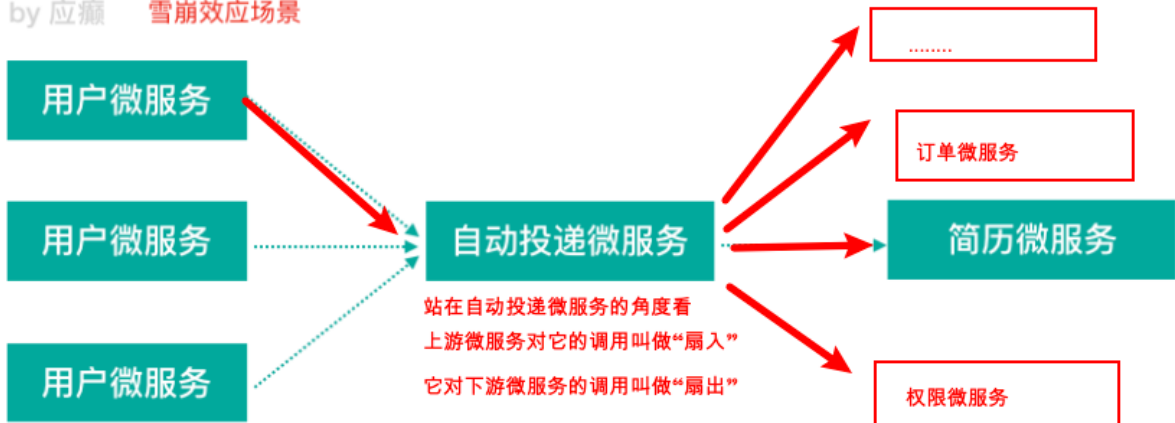 by 应癫 雪崩效应场景
........
用户微服务
订单微服务
用户微服务
自动投递微服务
简历微服务
站在自动投递微服务的角度看
上游微服务对它的调用叫做“扇入”
它对下游微服务的调用叫做“扇出”
用户微服务
权限微服务